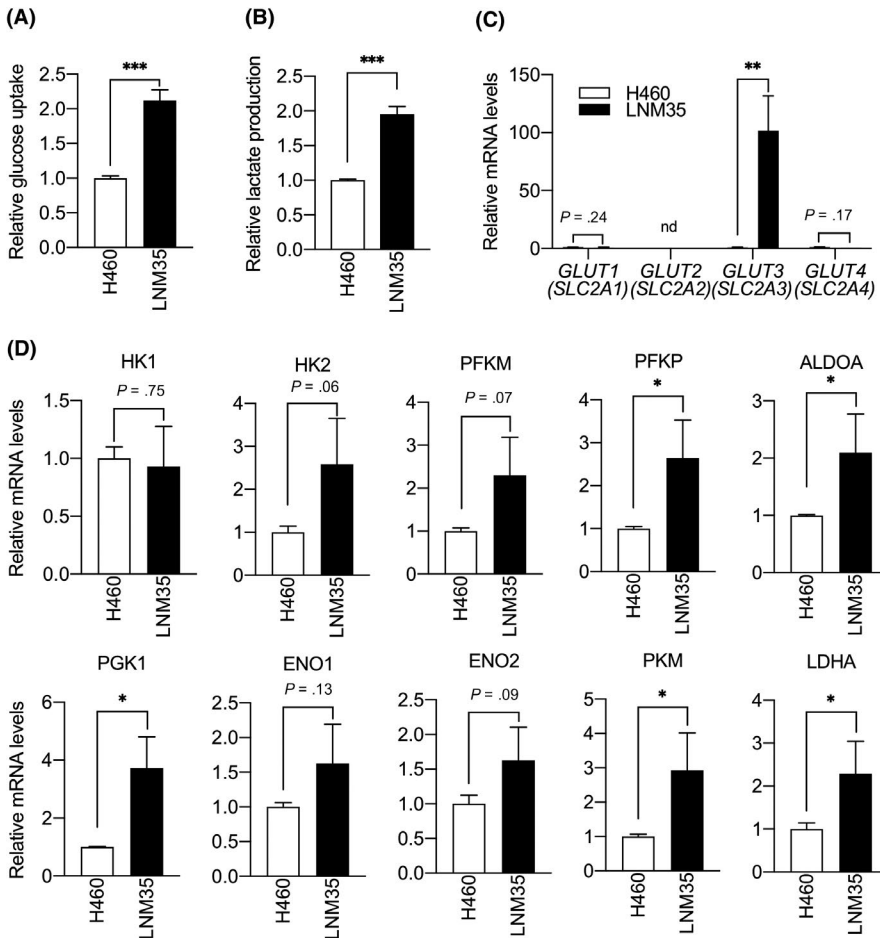 (A)
Relative glucose uptake
2.5
2.0
1.5
1.0
0.5
0.0
***
H460
LNM35
(B)
Relative lactate production
2.5
2.0
1.5
1.0
0.5
0.0
***
H460
LNM35
(C)
Relative mRNA levels
150
100
50
0
H460
LNM35
**
P = .24
nd
P = .17
GLUT1 GLUT2 GLUT3 GLUT4
(SLC2A1) (SLC2A2) (SLC2A3) (SLC2A4)
(D)
HK1
Relative mRNA levels
1.5
1.0
0.5
0.0
P = .75
H460
LNM35
HK2
4
3
2
1
0
P = .06
H460
LNM35
PFKM
4
3
2
1
0
P = .07
H460
LNM35
PFKP
4
3
2
1
0
*
H460
LNM35
ALDOA
3
2
1
0
*
H460
LNM35
PGK1
Relative mRNA levels
6
4
2
0
*
H460
LNM35
ENO1
2.5
2.0
1.5
1.0
0.5
0.0
P = .13
H460
LNM35
ENO2
2.5
2.0
1.5
1.0
0.5
0.0
P = .09
H460
LNM35
PKM
5
4
3
2
1
0
*
H460
LNM35
LDHA
4
3
2
1
0
*
H460
LNM35